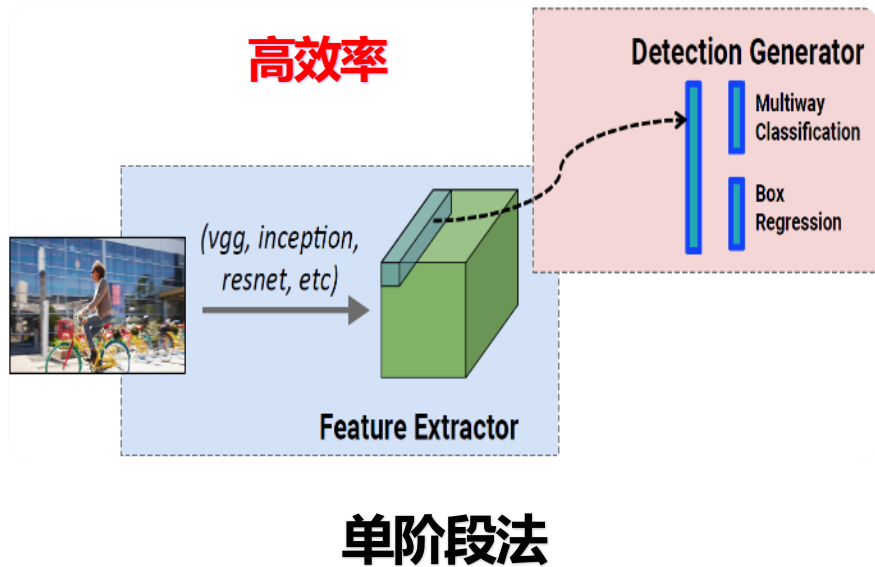 高效率
Detection Generator
Multiway
Classification
Box
Regression
(vgg, inception,
resnet, etc)
Feature Extractor
单阶段法